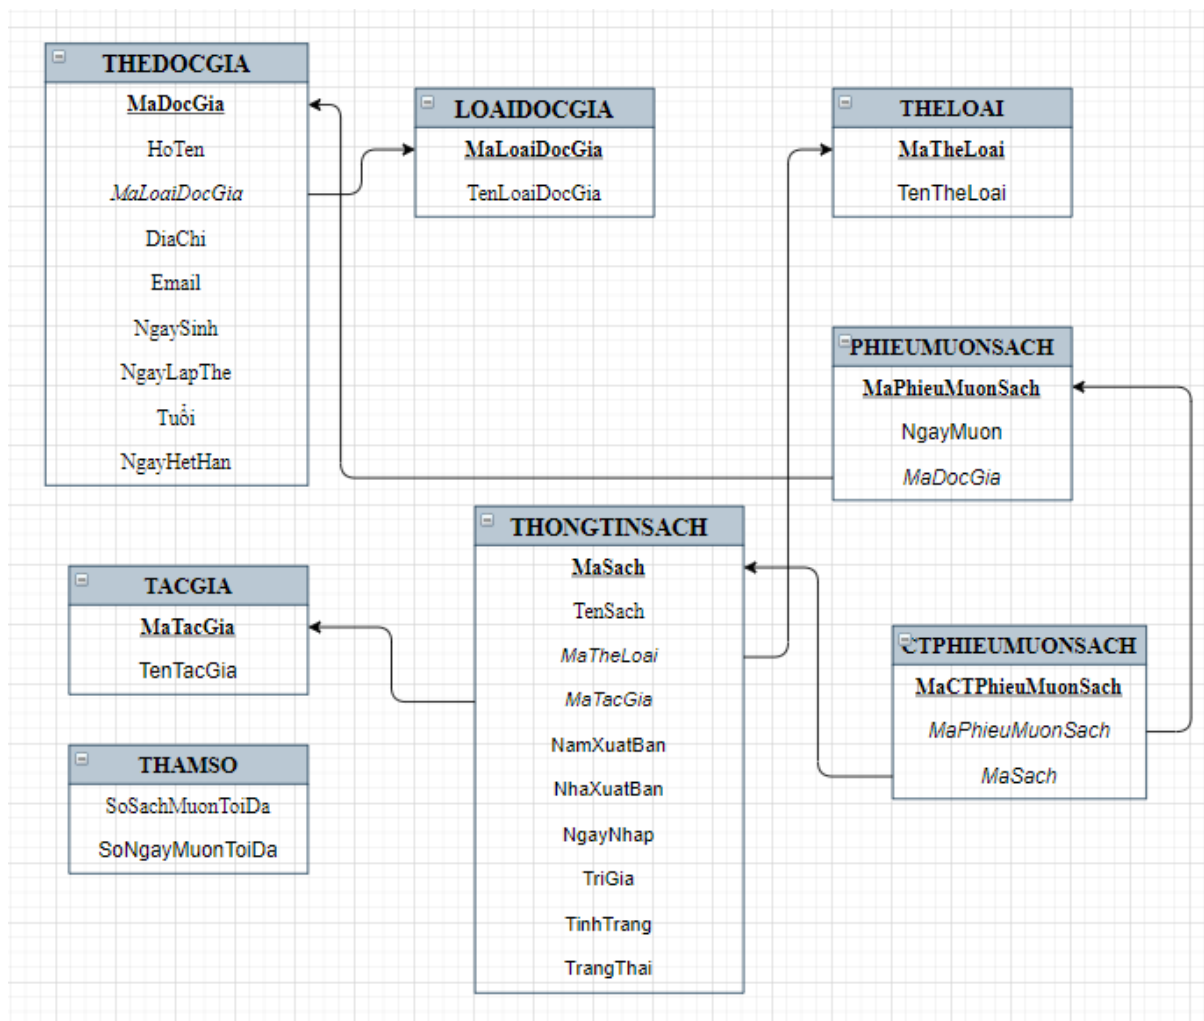 THEDOCGIA
MaDocGia
HoTen
MaLoaiDocGia
DiaChi
Email
NgaySinh
NgayLapThe
Tuổi
NgayHetHan
LOAIDOCGIA
MaLoaiDocGia
TenLoaiDocGia
THELOAI
MaTheLoai
TenTheLoai
PHIEUMUONSACH
MaPhieuMuonSach
NgayMuon
MaDocGia
THONGTINSACH
MaSach
TenSach
MaTheLoai
MaTacGia
NamXuatBan
NhaXuatBan
NgayNhap
TriGia
TinhTrang
TrangThai
TACGIA
MaTacGia
TenTacGia
THAMSO
SoSachMuonToiDa
SoNgayMuonToiDa
CTPHIEUMUONSACH
MaCTPhieuMuonSach
MaPhieuMuonSach
MaSach